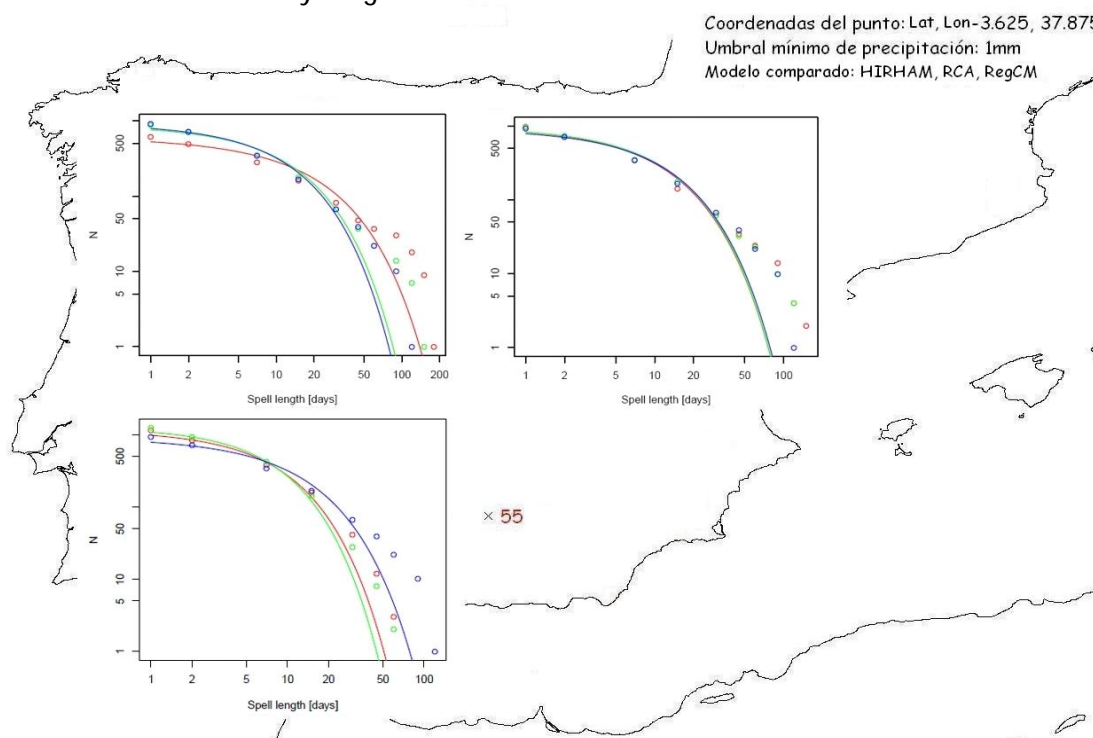 Coordenadas del punto: Lat, Lon-3.625, 37.875
Umbral mínimo de precipitación: 1mm
Modelo comparado: HIRHAM, RCA, RegCM
500
50
10
5
1
N
1 2 5 10 20 50 100 200
Spell length [days]
500
50
10
5
1
N
1 2 5 10 20 50 100
Spell length [days]
500
50
10
5
1
N
1 2 5 10 20 50 100
Spell length [days]
× 55